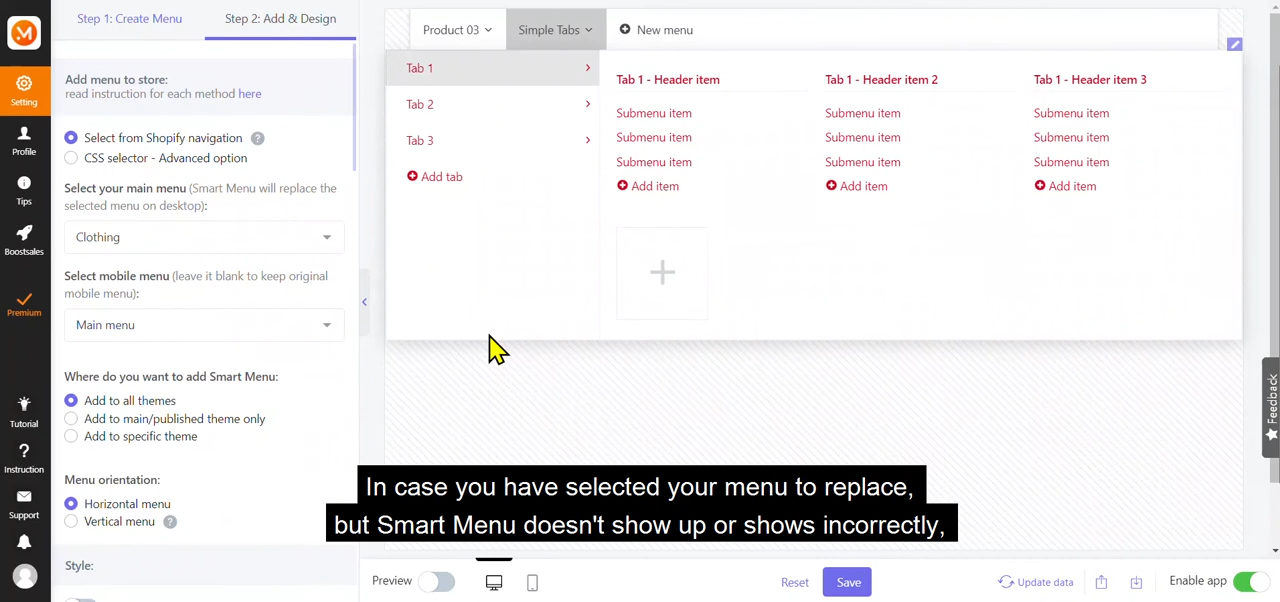 Setting
Profile
Tips
Boostsales
Premium
Tutorial
Instruction
Support
Step 1: Create Menu
Step 2: Add & Design
Add menu to store:
read instruction for each method here
Select from Shopify navigation ?
CSS selector - Advanced option
Select your main menu (Smart Menu will replace the
selected menu on desktop):
Clothing
Select mobile menu (leave it blank to keep original
mobile menu):
Main menu
Where do you want to add Smart Menu:
Add to all themes
Add to main/published theme only
Add to specific theme
Menu orientation:
Horizontal menu
Vertical menu ?
Style:
Product 03
Simple Tabs
New menu
Tab 1
Tab 2
Tab 3
Add tab
Tab 1 - Header item
Submenu item
Submenu item
Submenu item
Add item
Tab 1 - Header item 2
Submenu item
Submenu item
Submenu item
Add item
Tab 1 - Header item 3
Submenu item
Submenu item
Submenu item
Add item
Feedback
In case you have selected your menu to replace,
but Smart Menu doesn't show up or shows incorrectly,
Preview
Reset
Save
Update data
Enable app